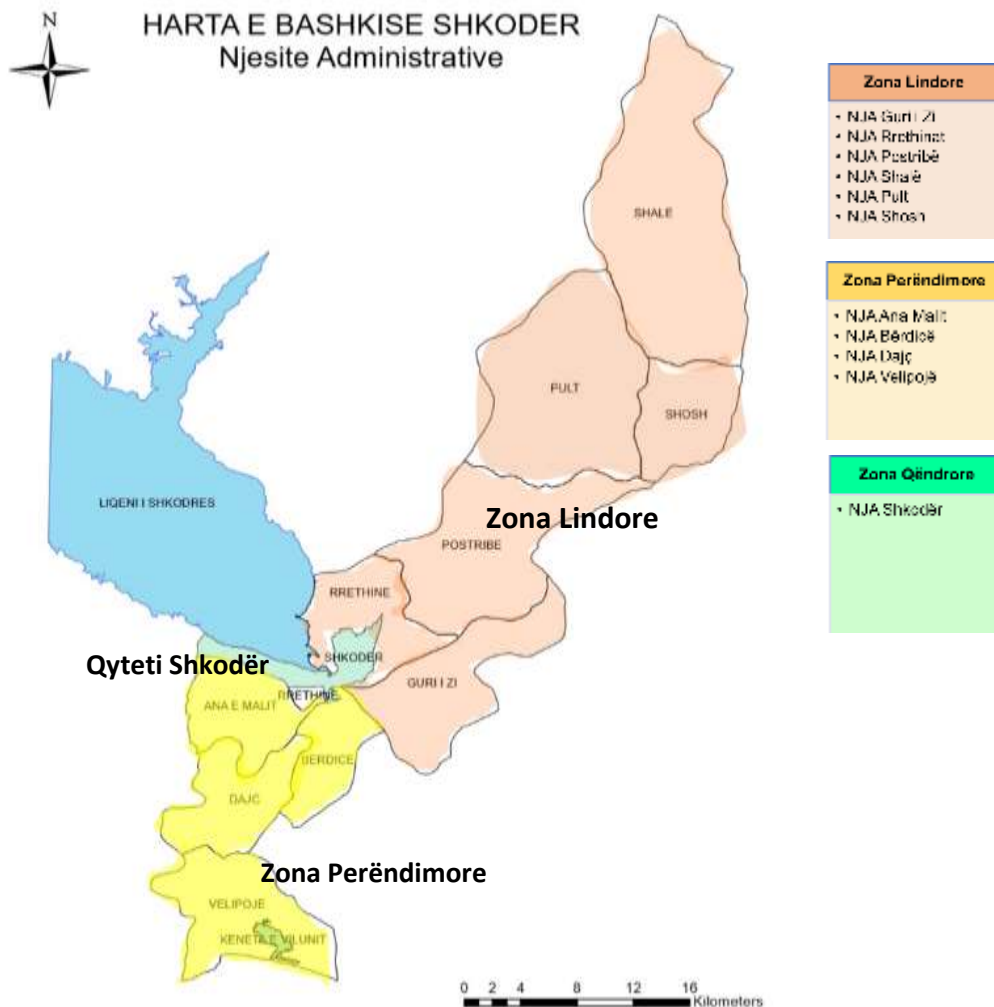 N
HARTA E BASHKISE SHKODER
Njesite Administrative
Zona Lindore
• NJA Guri i Zi
• NJA Rrethinat
• NJA Postribë
• NJA Shalë
• NJA Pult
• NJA Shosh
Zona Perëndimore
• NJA Ana Malit
• NJA Bërdicë
• NJA Dajç
• NJA Velipojë
Zona Qëndrore
• NJA Shkodër
SHALE
PULT
SHOSH
LIQENI I SHKODRES
Zona Lindore
POSTRIBE
RRETHINE
SHKODER
Qyteti Shkodër
GURI I ZI
RRETHINE
ANA E MALIT
BERDICE
DAJC
Zona Perëndimore
VELIPOJE
KENETA E VILUNIT
0 2 4 8 12 16
Kilometers